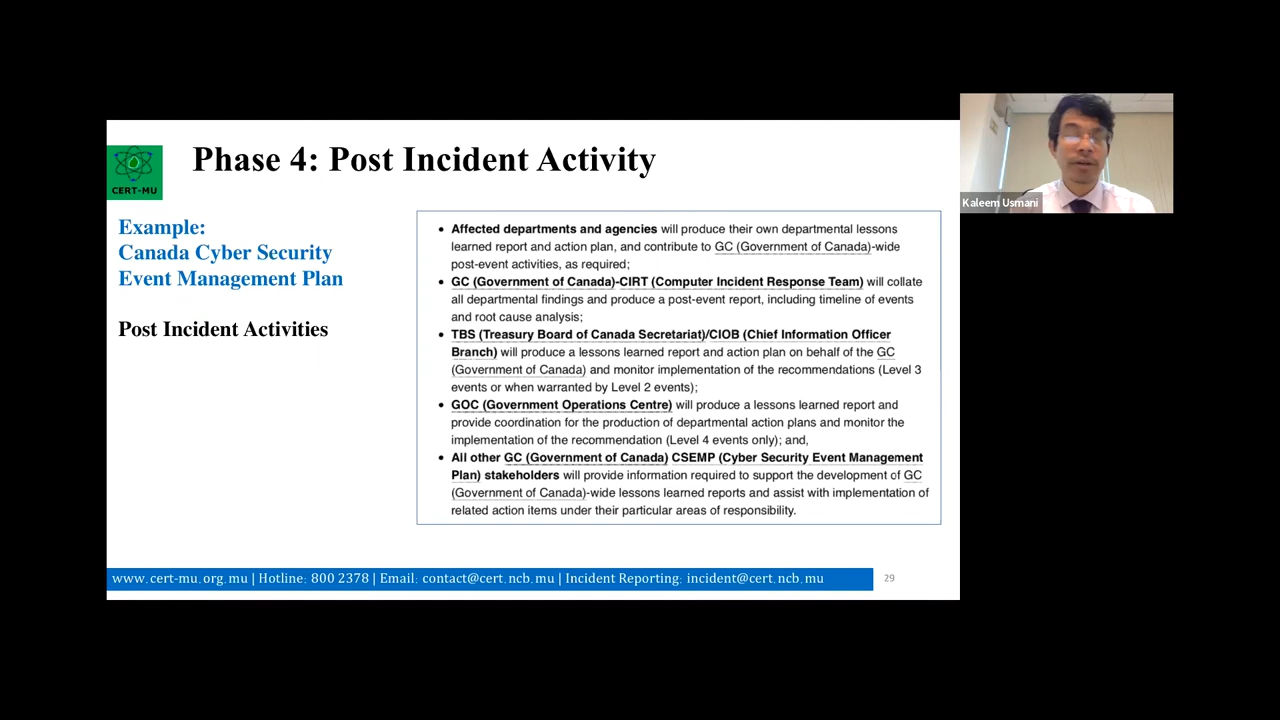 Phase 4: Post Incident Activity
CERT-MU
Kaleem Usmani
Example:
Canada Cyber Security
Event Management Plan
Post Incident Activities
• Affected departments and agencies will produce their own departmental lessons
learned report and action plan, and contribute to GC (Government of Canada)-wide
post-event activities, as required;
• GC (Government of Canada)-CIRT (Computer Incident Response Team) will collate
all departmental findings and produce a post-event report, including timeline of events
and root cause analysis;
• TBS (Treasury Board of Canada Secretariat)/CIOB (Chief Information Officer
Branch) will produce a lessons learned report and action plan on behalf of the GC
(Government of Canada) and monitor implementation of the recommendations (Level 3
events or when warranted by Level 2 events);
• GOC (Government Operations Centre) will produce a lessons learned report and
provide coordination for the production of departmental action plans and monitor the
implementation of the recommendation (Level 4 events only); and,
• All other GC (Government of Canada) CSEMP (Cyber Security Event Management
Plan) stakeholders will provide information required to support the development of GC
(Government of Canada)-wide lessons learned reports and assist with implementation of
related action items under their particular areas of responsibility.
www.cert-mu.org.mu | Hotline: 800 2378 | Email: contact@cert.ncb.mu | Incident Reporting: incident@cert.ncb.mu
29